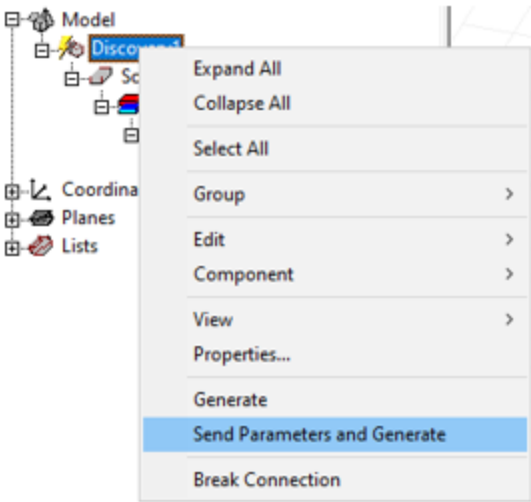 Model
Expand All
Collapse All
Select All
Coordina
Group
Planes
Lists
Edit
Component
View
Properties...
Generate
Send Parameters and Generate
Break Connection